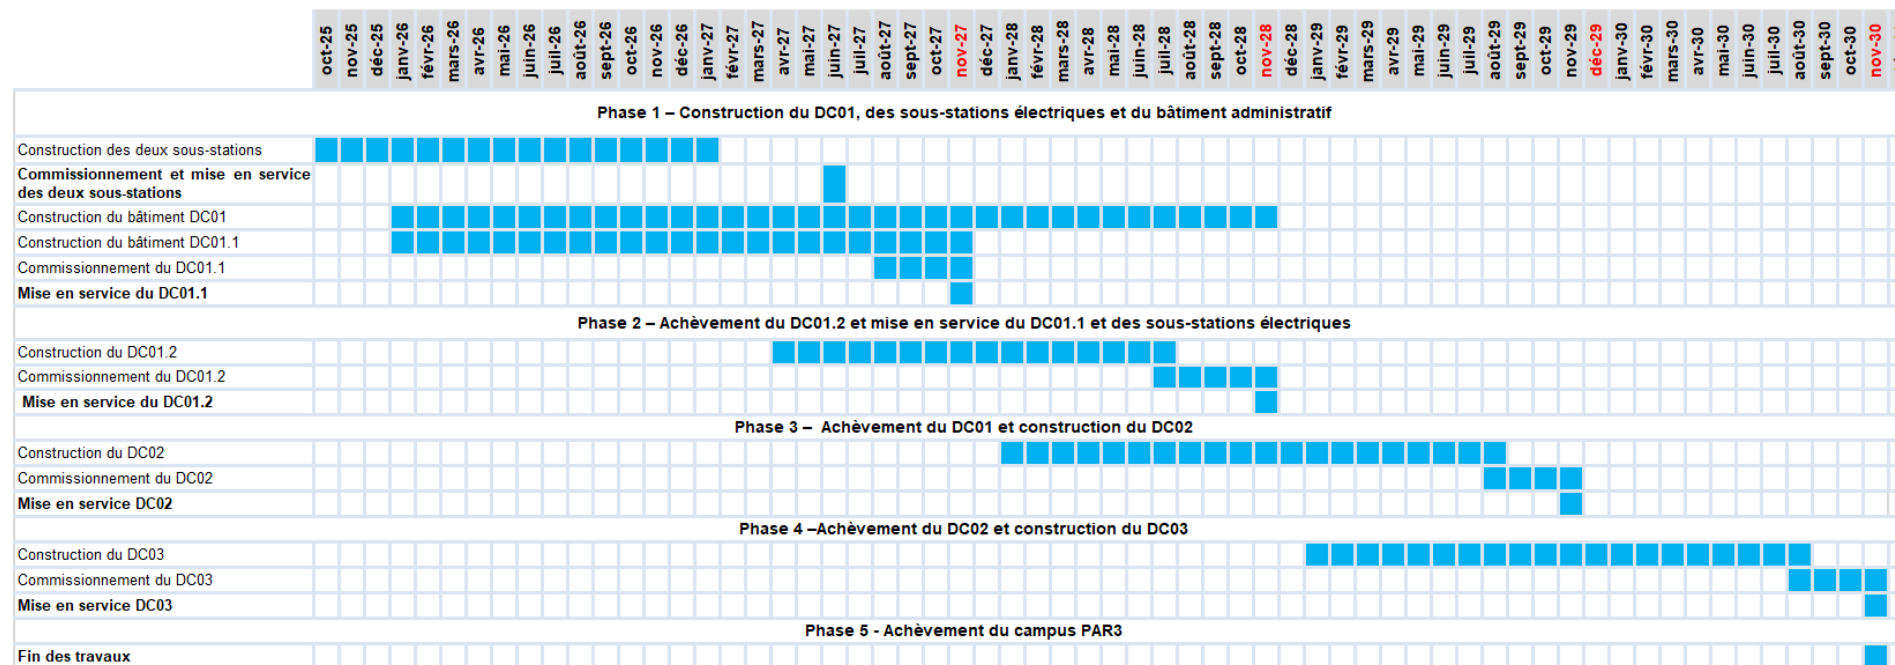 oct-25 nov-25 déc-25 janv-26 févr-26 mars-26 avr-26 mai-26 juin-26 juil-26 août-26 sept-26 oct-26 nov-26 déc-26 janv-27 févr-27 mars-27 avr-27 mai-27 juin-27 juil-27 août-27 sept-27 oct-27 nov-27 déc-27 janv-28 févr-28 mars-28 avr-28 mai-28 juin-28 juil-28 août-28 sept-28 oct-28 nov-28 déc-28 janv-29 févr-29 mars-29 avr-29 mai-29 juin-29 juil-29 août-29 sept-29 oct-29 nov-29 déc-29 janv-30 févr-30 mars-30 avr-30 mai-30 juin-30 juil-30 août-30 sept-30 oct-30 nov-30
Phase 1 – Construction du DC01, des sous-stations électriques et du bâtiment administratif
Construction des deux sous-stations
Commissionnement et mise en service
des deux sous-stations
Construction du bâtiment DC01
Construction du bâtiment DC01.1
Commissionnement du DC01.1
Mise en service du DC01.1
Phase 2 – Achèvement du DC01.2 et mise en service du DC01.1 et des sous-stations électriques
Construction du DC01.2
Commissionnement du DC01.2
Mise en service du DC01.2
Phase 3 – Achèvement du DC01 et construction du DC02
Construction du DC02
Commissionnement du DC02
Mise en service DC02
Phase 4 –Achèvement du DC02 et construction du DC03
Construction du DC03
Commissionnement du DC03
Mise en service DC03
Phase 5 - Achèvement du campus PAR3
Fin des travaux